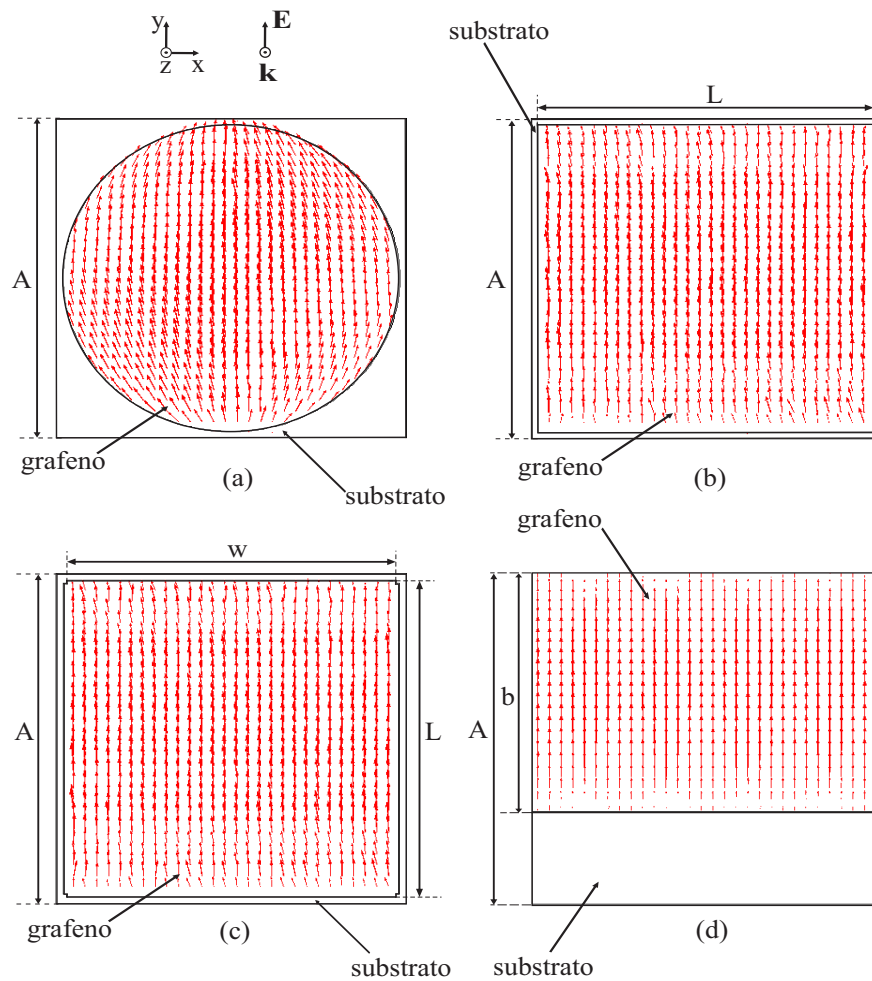 y
E
z
x
k
substrato
L
A
A
grafeno
grafeno
substrato
(a)
(b)
grafeno
w
b
A
L
A
grafeno
substrato
(c)
(d)
substrato